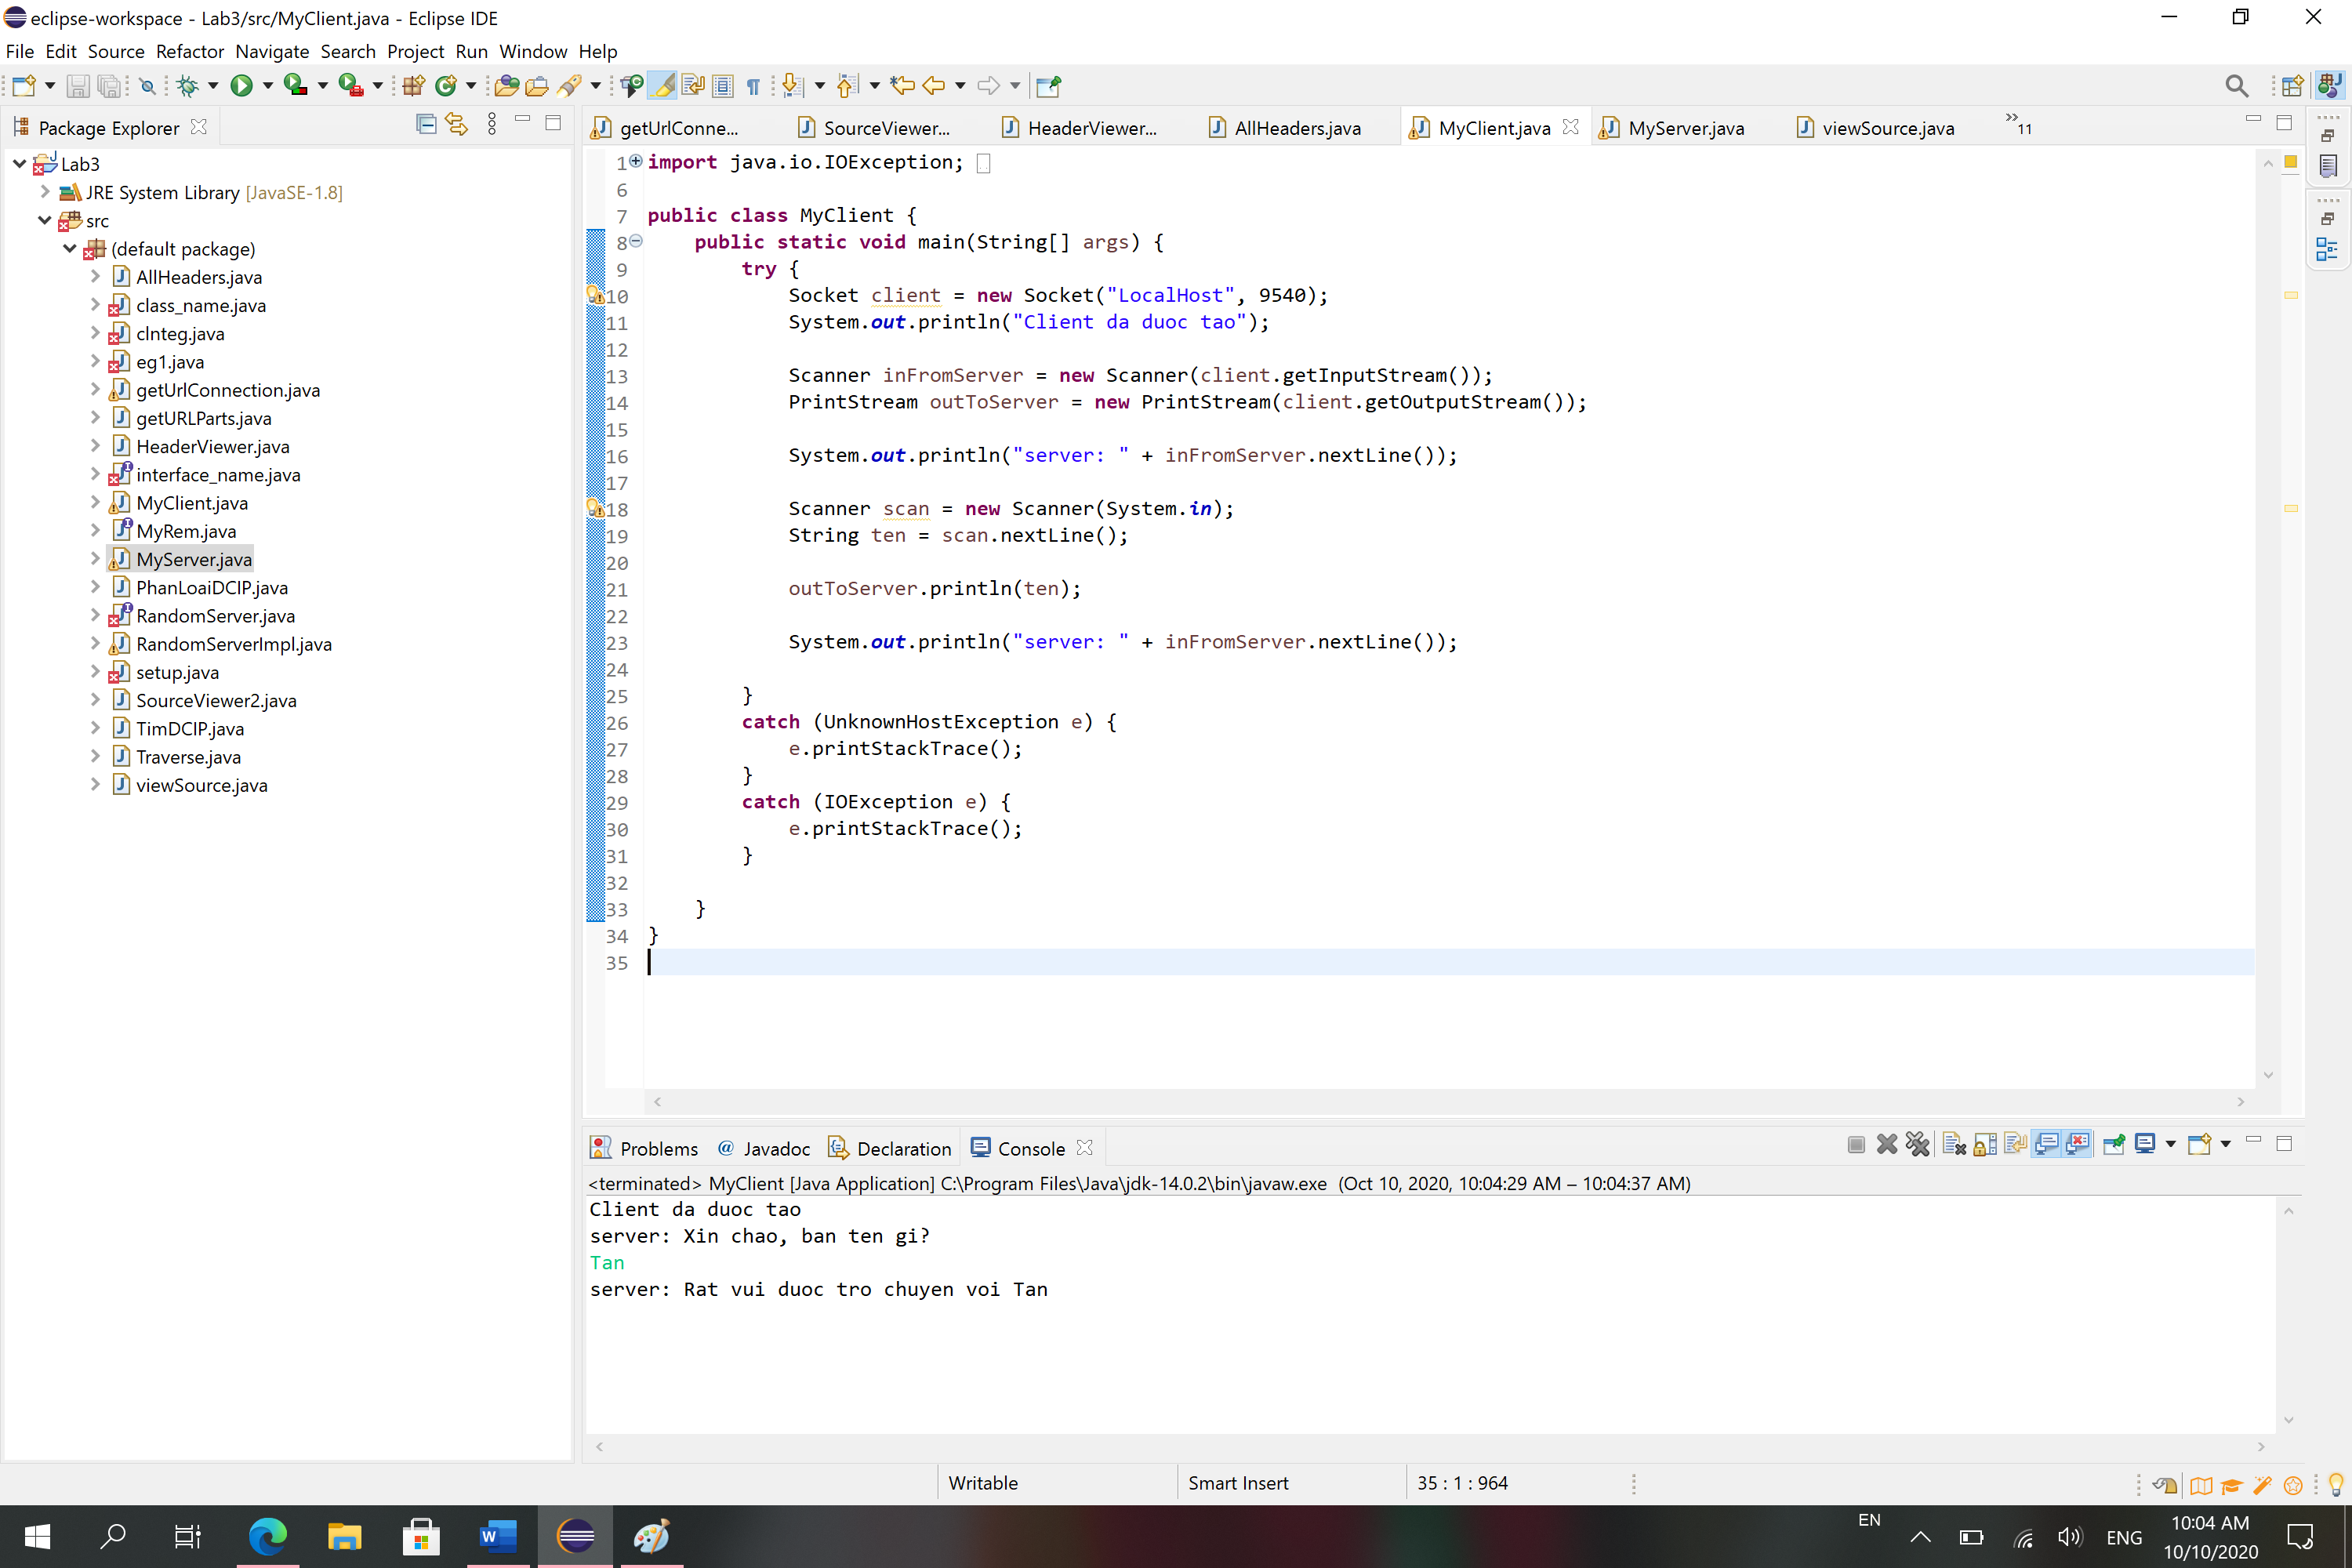 eclipse-workspace - Lab3/src/MyClient.java - Eclipse IDE
File Edit Source Refactor Navigate Search Project Run Window Help
Package Explorer
Lab3
JRE System Library [JavaSE-1.8]
src
(default package)
AllHeaders.java
class_name.java
clnteg.java
eg1.java
getUrlConnection.java
getURLParts.java
HeaderViewer.java
interface_name.java
MyClient.java
MyRem.java
MyServer.java
PhanLoaiDCIP.java
RandomServer.java
RandomServerImpl.java
setup.java
SourceViewer2.java
TimDCIP.java
Traverse.java
viewSource.java
getUrlConne... SourceViewer... HeaderViewer... AllHeaders.java MyClient.java MyServer.java viewSource.java »11
1 import java.io.IOException;
6
7 public class MyClient {
8 public static void main(String[] args) {
9 try {
10 Socket client = new Socket("LocalHost", 9540);
11 System.out.println("Client da duoc tao");
12
13 Scanner inFromServer = new Scanner(client.getInputStream());
14 PrintStream outToServer = new PrintStream(client.getOutputStream());
15
16 System.out.println("server: " + inFromServer.nextLine());
17
18 Scanner scan = new Scanner(System.in);
19 String ten = scan.nextLine();
20
21 outToServer.println(ten);
22
23 System.out.println("server: " + inFromServer.nextLine());
24
25 }
26 catch (UnknownHostException e) {
27 e.printStackTrace();
28 }
29 catch (IOException e) {
30 e.printStackTrace();
31 }
32
33 }
34 }
35
Problems @ Javadoc Declaration Console
<terminated> MyClient [Java Application] C:\Program Files\Java\jdk-14.0.2\bin\javaw.exe (Oct 10, 2020, 10:04:29 AM – 10:04:37 AM)
Client da duoc tao
server: Xin chao, ban ten gi?
Tan
server: Rat vui duoc tro chuyen voi Tan
Writable Smart Insert 35 : 1 : 964
EN
ENG
10:04 AM
10/10/2020